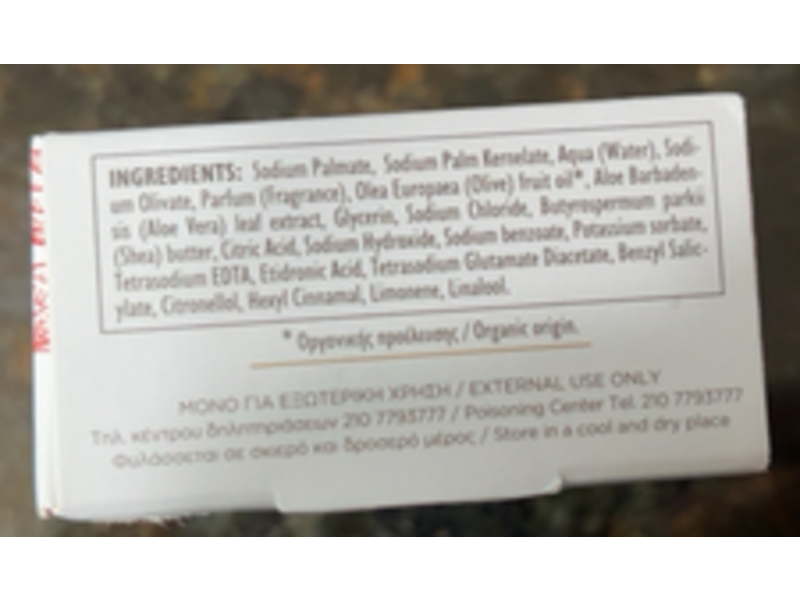 INGREDIENTS: Sodium Palmate, Sodium Palm Kernelate, Aqua (Water), Sodi-
um Olivate, Parfum (Fragrance), Olea Europaea (Olive) fruit oil*, Aloe Barbaden-
sis (Aloe Vera) leaf extract, Glycerin, Sodium Chloride, Butyrospermum parkii
(Shea) butter, Citric Acid, Sodium Hydroxide, Sodium benzoate, Potassium sorbate,
Tetrasodium EDTA, Etidronic Acid, Tetrasodium Glutamate Diacetate, Benzyl Salic-
ylate, Citronellol, Hexyl Cinnamal, Limonene, Linalool.
* Οργανικής προέλευσης / Organic origin.
ΜΟΝΟ ΓΙΑ ΕΞΩΤΕΡΙΚΗ ΧΡΗΣΗ / EXTERNAL USE ONLY
Τηλ. κέντρου δηλητηριάσεων 210 7793777 / Poisoning Center Tel. 210 7793777
Φυλάσσεται σε σκιερό και δροσερό μέρος / Store in a cool and dry place